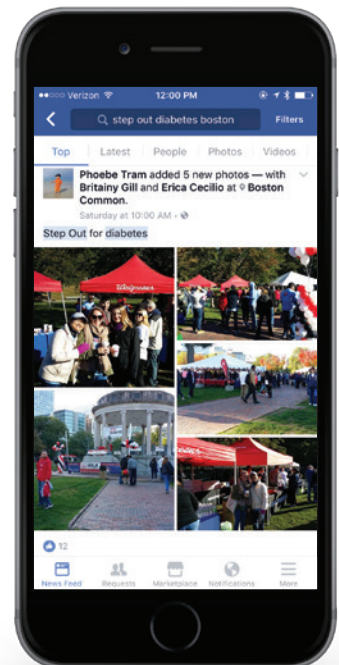 Verizon 12:00 PM
step out diabetes boston Filters
Top Latest People Photos Videos
Phoebe Tram added 5 new photos — with
Britainy Gill and Erica Cecilio at Boston
Common.
Saturday at 10:00 AM •
Step Out for diabetes
Walgreens
12
News Feed Requests Marketplace Notifications More